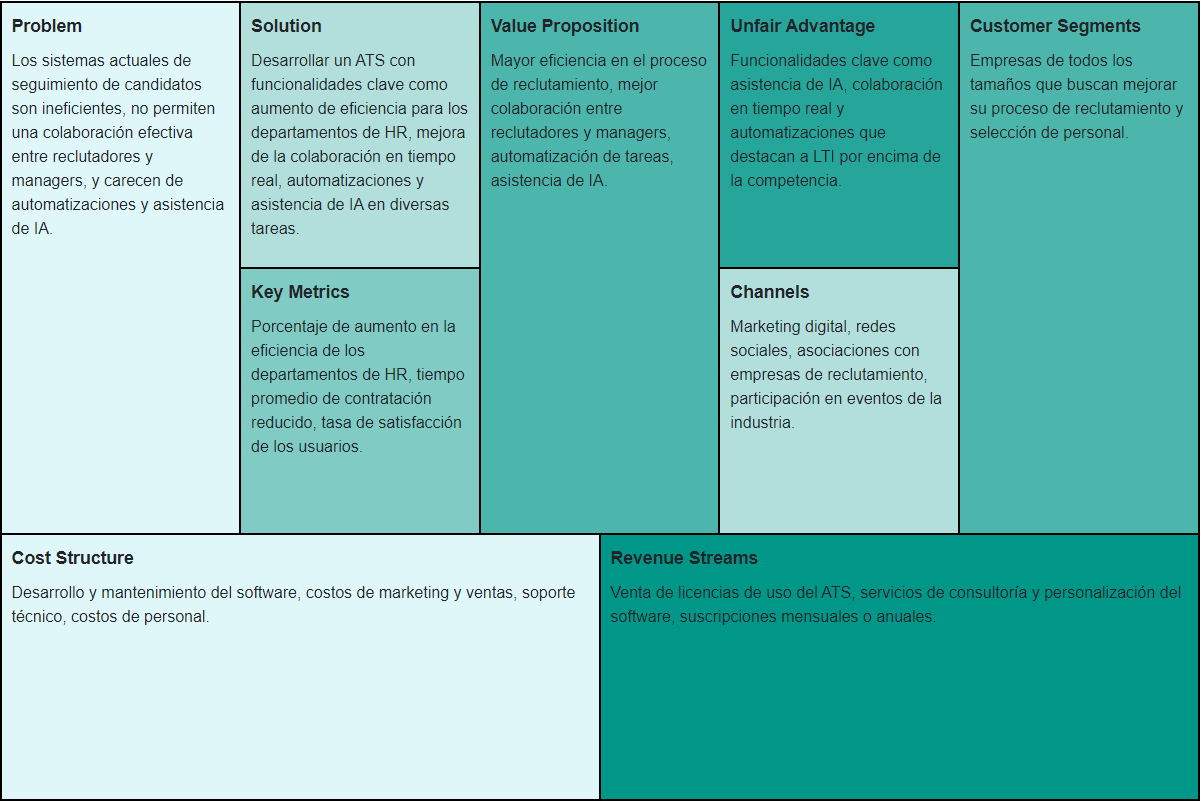 Problem
Los sistemas actuales de
seguimiento de candidatos
son ineficientes, no permiten
una colaboración efectiva
entre reclutadores y
managers, y carecen de
automatizaciones y asistencia
de IA.
Solution
Desarrollar un ATS con
funcionalidades clave como
aumento de eficiencia para los
departamentos de HR, mejora
de la colaboración en tiempo
real, automatizaciones y
asistencia de IA en diversas
tareas.
Key Metrics
Porcentaje de aumento en la
eficiencia de los
departamentos de HR, tiempo
promedio de contratación
reducido, tasa de satisfacción
de los usuarios.
Value Proposition
Mayor eficiencia en el proceso
de reclutamiento, mejor
colaboración entre
reclutadores y managers,
automatización de tareas,
asistencia de IA.
Unfair Advantage
Funcionalidades clave como
asistencia de IA, colaboración
en tiempo real y
automatizaciones que
destacan a LTI por encima de
la competencia.
Channels
Marketing digital, redes
sociales, asociaciones con
empresas de reclutamiento,
participación en eventos de la
industria.
Customer Segments
Empresas de todos los
tamaños que buscan mejorar
su proceso de reclutamiento y
selección de personal.
Cost Structure
Desarrollo y mantenimiento del software, costos de marketing y ventas, soporte
técnico, costos de personal.
Revenue Streams
Venta de licencias de uso del ATS, servicios de consultoría y personalización del
software, suscripciones mensuales o anuales.